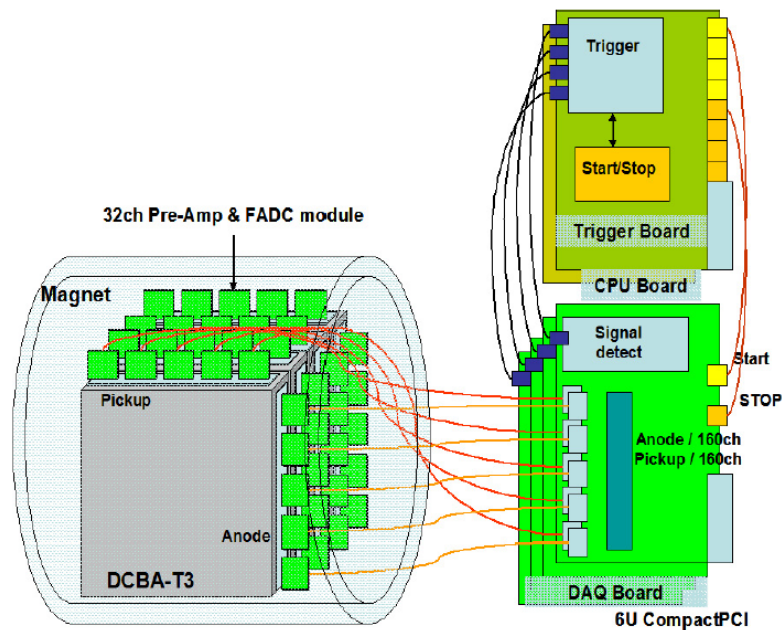 Trigger
Start/Stop
Trigger Board
CPU Board
32ch Pre-Amp & FADC module
Magnet
Pickup
Anode
DCBA-T3
Signal
detect
Start
STOP
Anode / 160ch
Pickup / 160ch
DAQ Board
6U CompactPCI